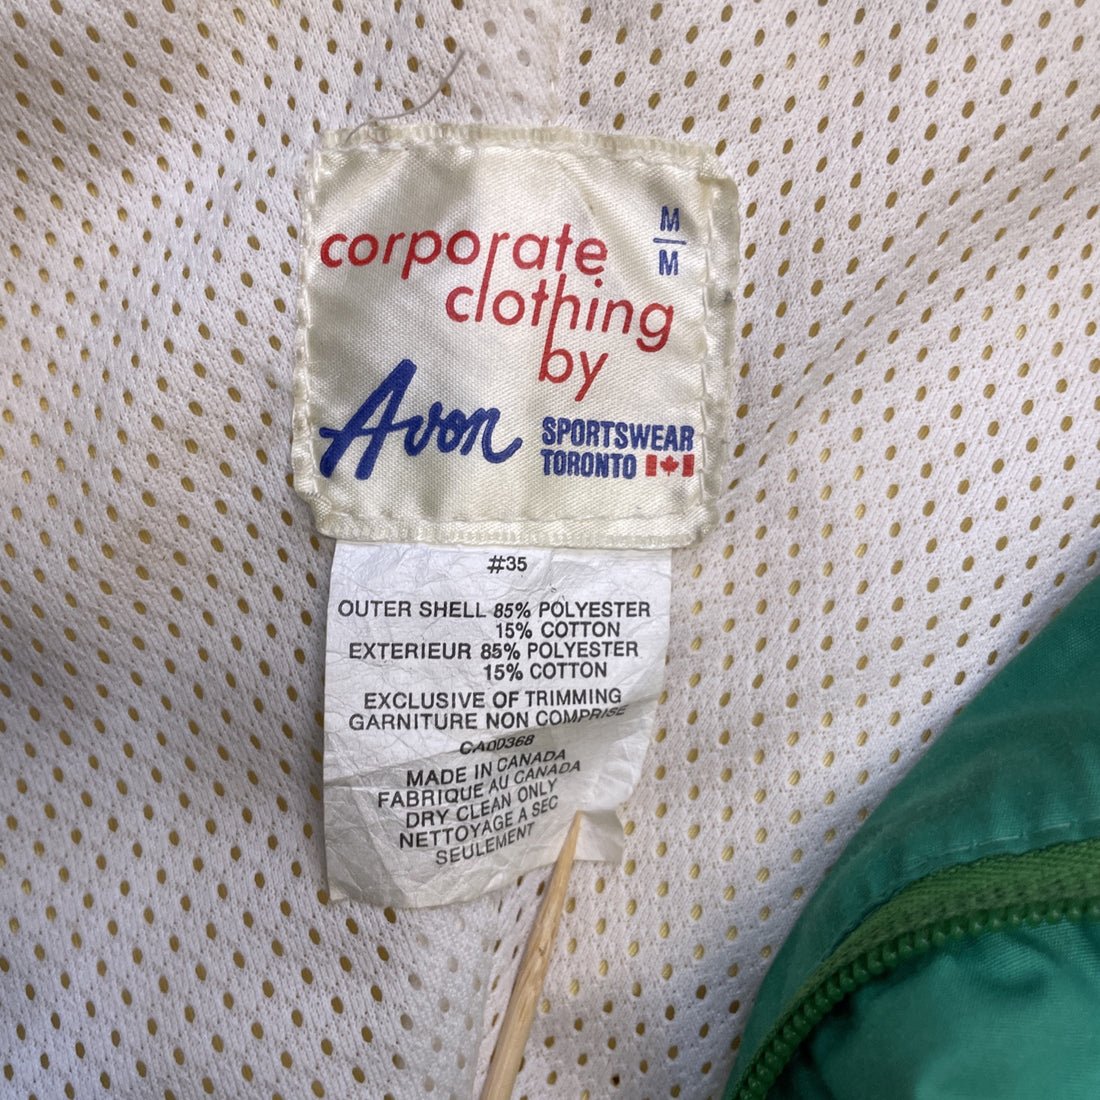 corporate
clothing
by
M
M
Avon
SPORTSWEAR
TORONTO
#35
OUTER SHELL 85% POLYESTER
15% COTTON
EXTERIEUR 85% POLYESTER
15% COTTON
EXCLUSIVE OF TRIMMING
GARNITURE NON COMPRISE
CA00368
MADE IN CANADA
FABRIQUE AU CANADA
DRY CLEAN ONLY
NETTOYAGE A SEC
SEULEMENT